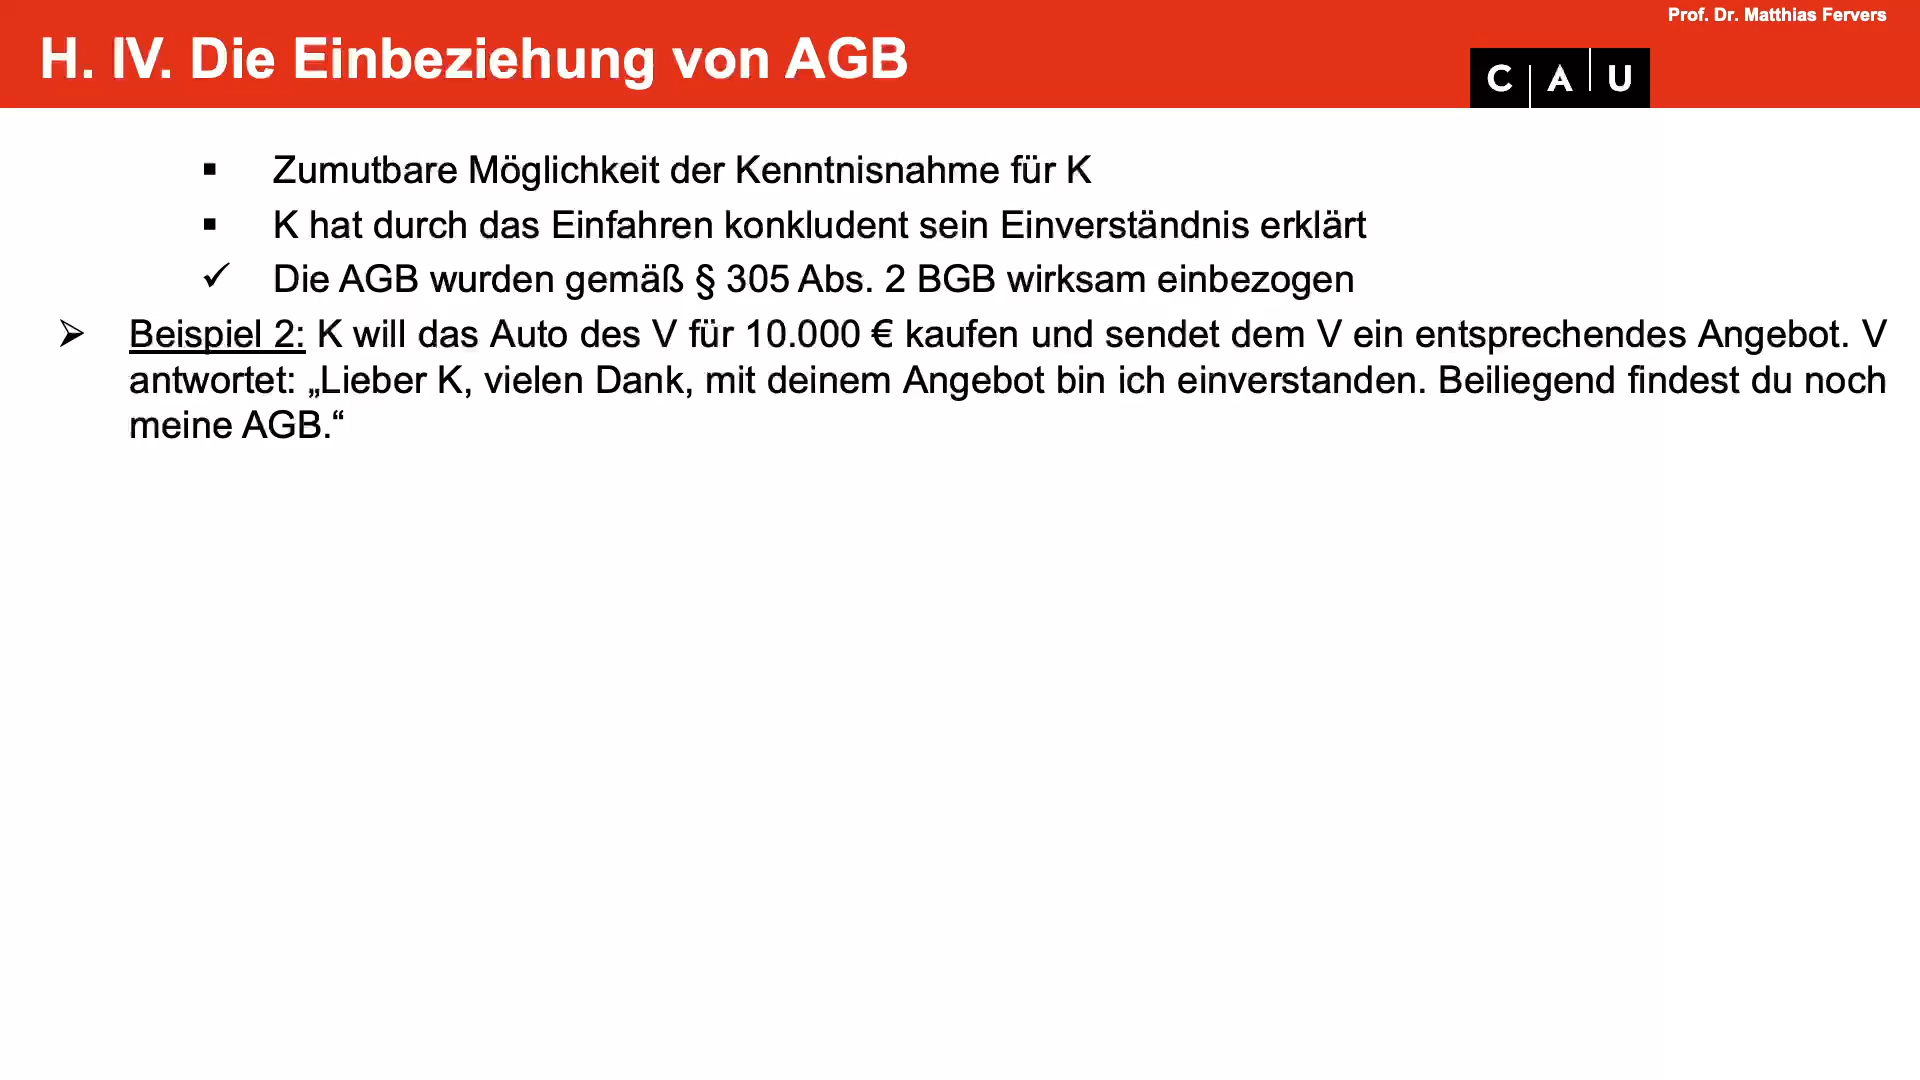 Prof. Dr. Matthias Fervers
H. IV. Die Einbeziehung von AGB
C A U
▪ Zumutbare Möglichkeit der Kenntnisnahme für K
▪ K hat durch das Einfahren konkludent sein Einverständnis erklärt
✓ Die AGB wurden gemäß § 305 Abs. 2 BGB wirksam einbezogen
➢ Beispiel 2: K will das Auto des V für 10.000 € kaufen und sendet dem V ein entsprechendes Angebot. V
antwortet: „Lieber K, vielen Dank, mit deinem Angebot bin ich einverstanden. Beiliegend findest du noch
meine AGB.“